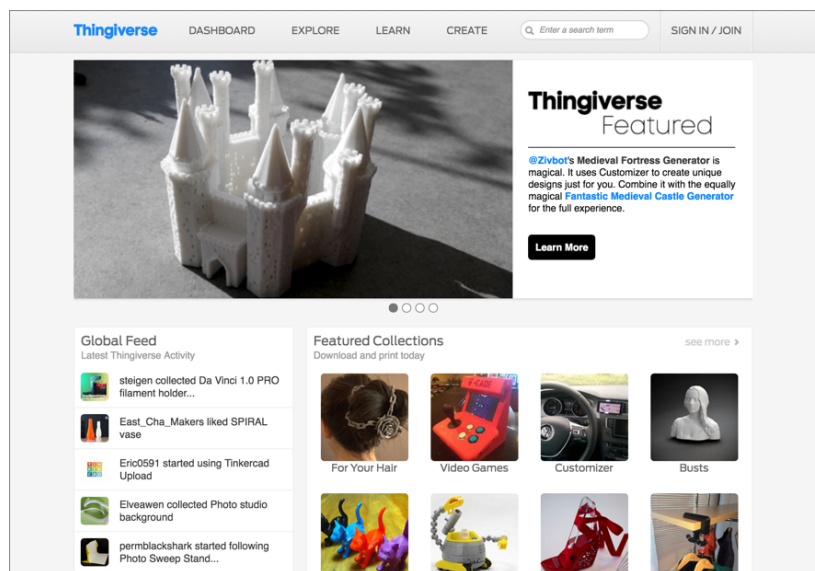 Thingiverse DASHBOARD EXPLORE LEARN CREATE Enter a search term SIGN IN / JOIN
Thingiverse
Featured
@Zivbot's Medieval Fortress Generator is
magical. It uses Customizer to create unique
designs just for you. Combine it with the equally
magical Fantastic Medieval Castle Generator
for the full experience.
Learn More
Global Feed
Latest Thingiverse Activity
steigen collected Da Vinci 1.0 PRO
filament holder...
East_Cha_Makers liked SPIRAL
vase
Eric0591 started using Tinkercad
Upload
Elveawen collected Photo studio
background
permblackshark started following
Photo Sweep Stand...
Featured Collections
Download and print today
see more
For Your Hair Video Games Customizer Busts